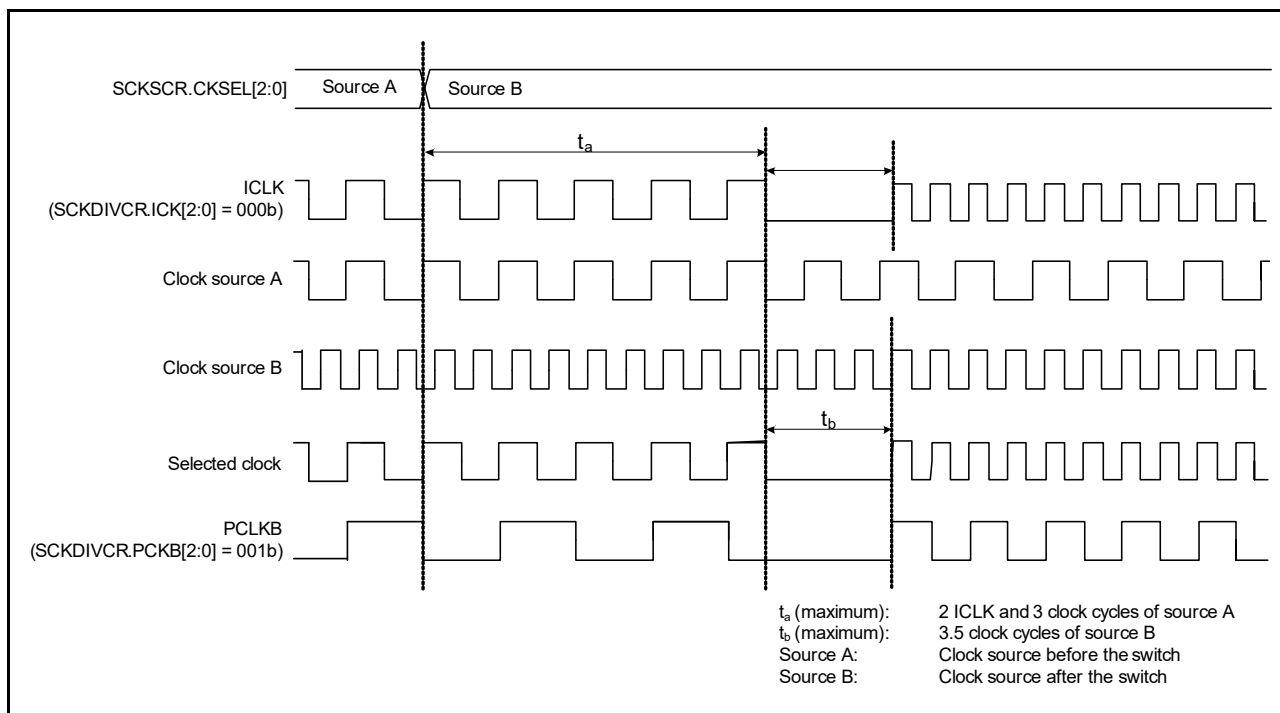 SCKSCR.CKSEL[2:0] Source A Source B
t_a
ICLK
(SCKDIVCR.ICK[2:0] = 000b)
Clock source A
Clock source B
t_b
Selected clock
PCLKB
(SCKDIVCR.PCKB[2:0] = 001b)
t_a (maximum): 2 ICLK and 3 clock cycles of source A
t_b (maximum): 3.5 clock cycles of source B
Source A: Clock source before the switch
Source B: Clock source after the switch